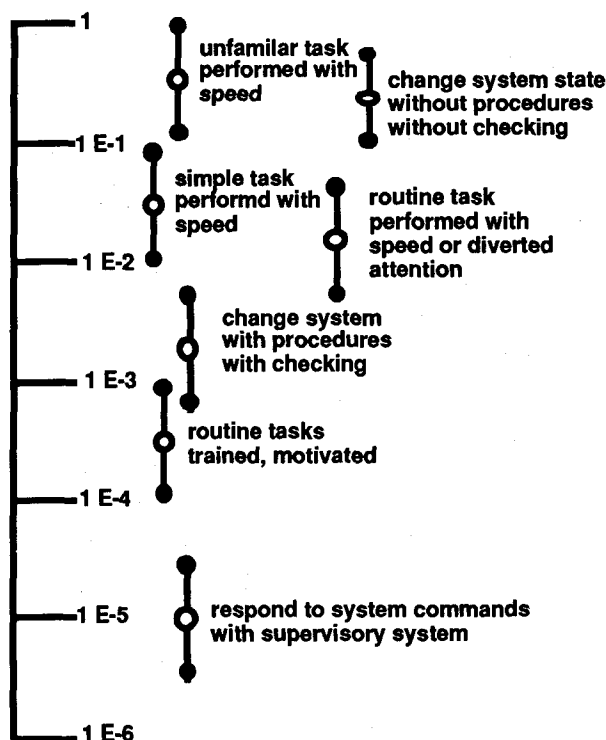 1
unfamilar task
performed with
speed
change system state
without procedures
without checking
1 E-1
simple task
performd with
speed
routine task
performed with
speed or diverted
attention
1 E-2
change system
with procedures
with checking
1 E-3
routine tasks
trained, motivated
1 E-4
respond to system commands
with supervisory system
1 E-5
1 E-6